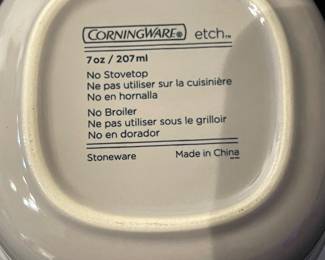 CORNINGWARE® etch™
7 oz / 207 ml
No Stovetop
Ne pas utiliser sur la cuisinière
No en hornalla
No Broiler
Ne pas utiliser sous le grilloir
No en dorador
Stoneware Made in China